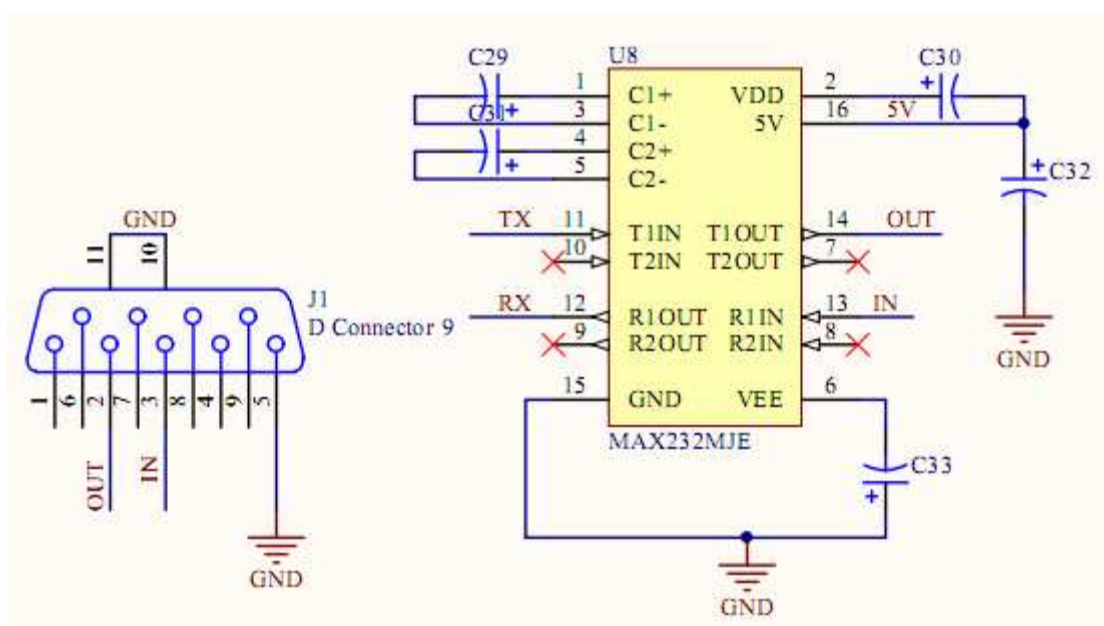 C29
C31
1
3
4
5
U8
C1+
C1-
C2+
C2-
VDD
5V
2
16
5V
C30
+
+
+
+
C32
GND
TX
11
10
T1IN
T2IN
T1OUT
T2OUT
14
7
OUT
RX
12
9
R1OUT
R2OUT
R1IN
R2IN
13
8
IN
15
GND
VEE
6
MAX232MJE
C33
+
GND
GND
11
10
J1
D Connector 9
1
6
2
7
3
8
4
9
5
OUT
IN
GND